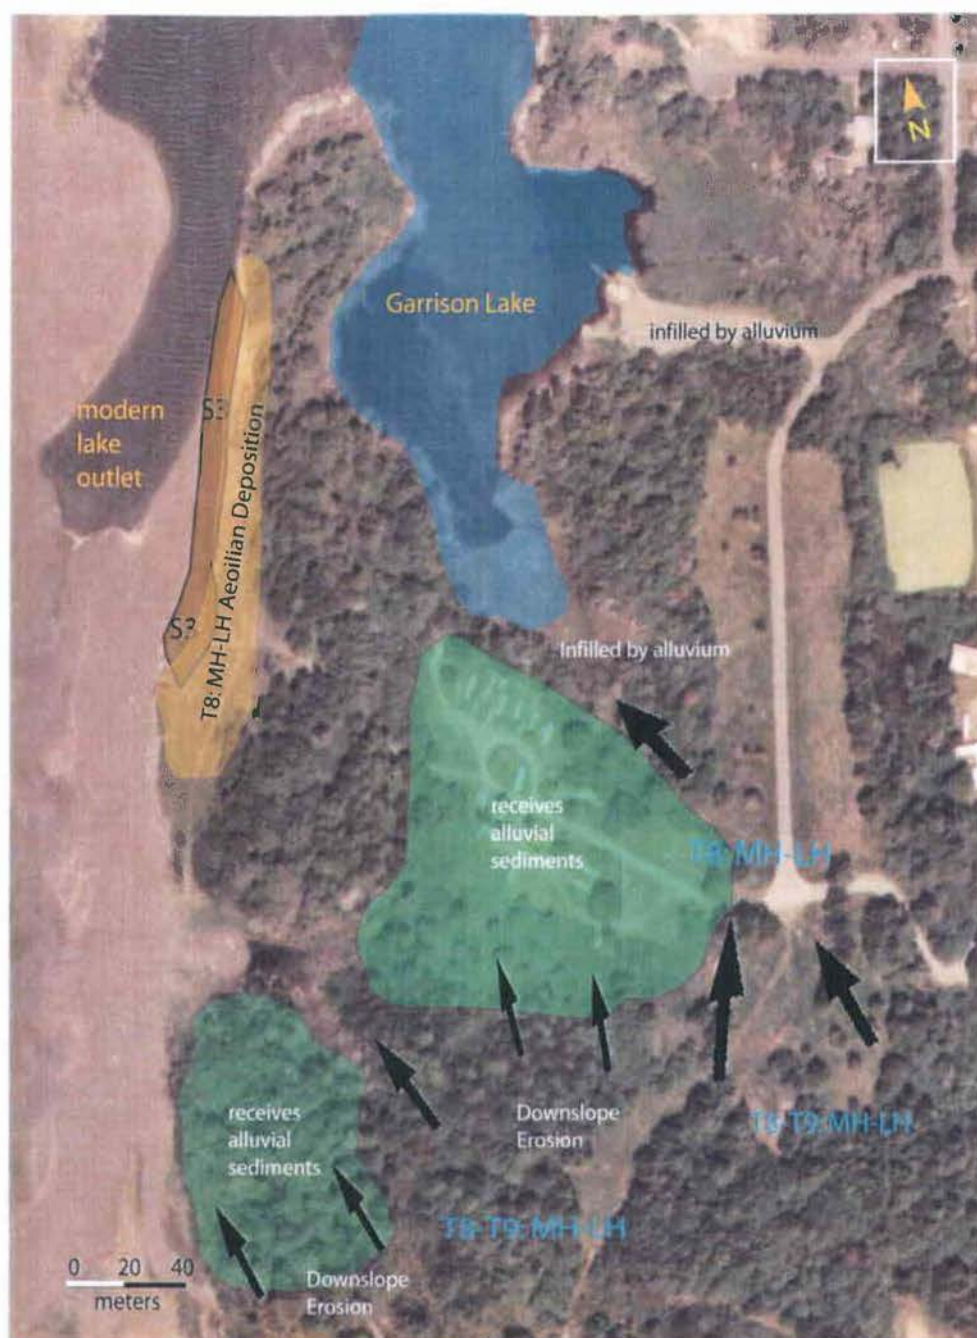 N
Garrison Lake
infilled by alluvium
modern
lake
outlet
S3
T8: MH-LH Aeoilian Deposition
S3
Infilled by alluvium
receives
alluvial
sediments
T8: MH-LH
receives
alluvial
sediments
Downslope
Erosion
T8-T9: MH-LH
T8-T9: MH-LH
0 20 40
meters
Downslope
Erosion